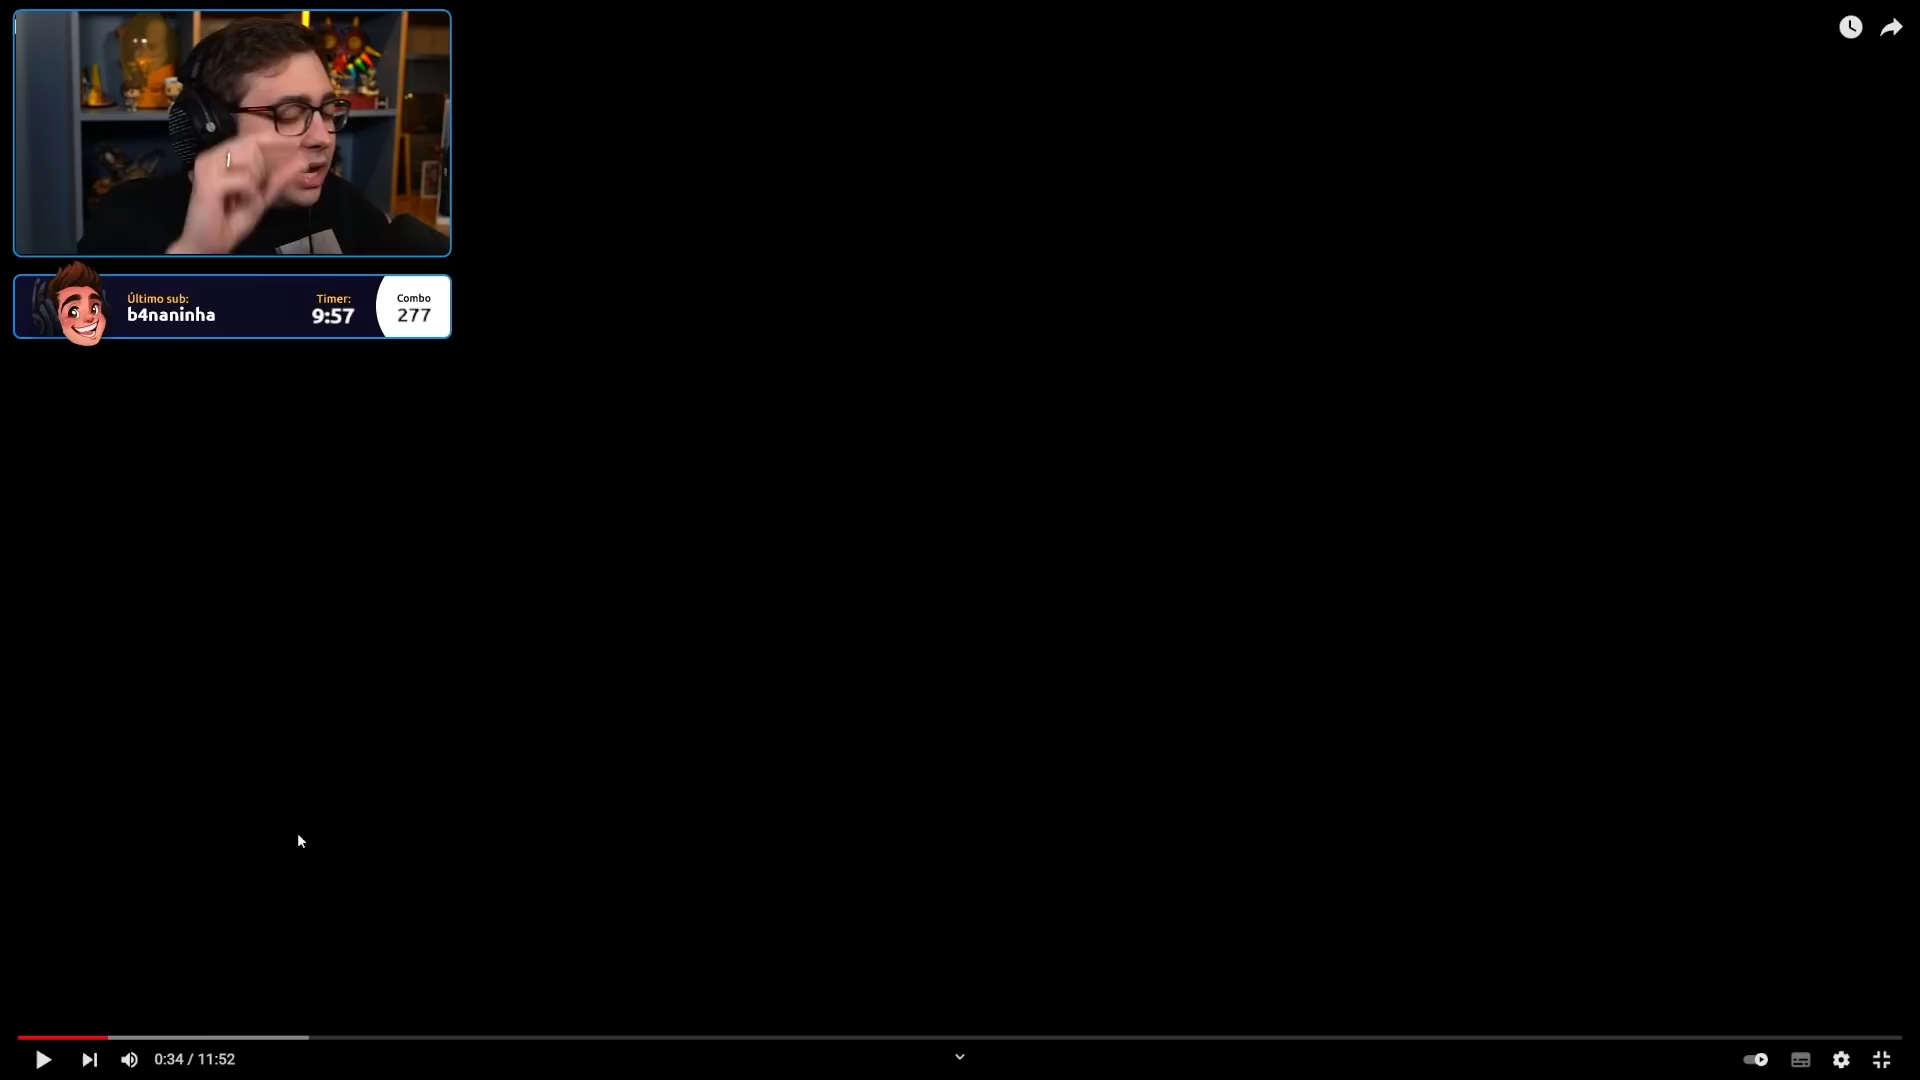 Último sub:
b4naninha
Timer:
9:57
Combo
277
0:34 / 11:52